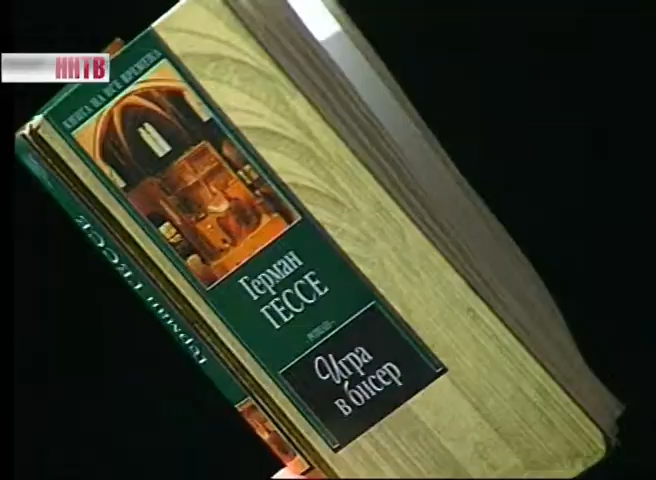 ННТВ
КНИГА НА ВСЕ ВРЕМЕНА
Герман
ГЕССЕ
Игра
в бисер
Герман ГЕССЕ